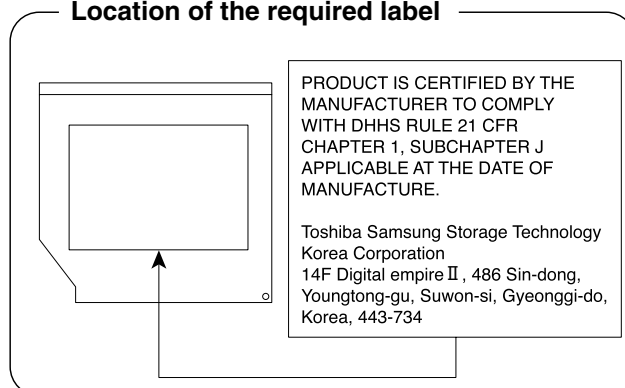 Location of the required label
PRODUCT IS CERTIFIED BY THE
MANUFACTURER TO COMPLY
WITH DHHS RULE 21 CFR
CHAPTER 1, SUBCHAPTER J
APPLICABLE AT THE DATE OF
MANUFACTURE.
Toshiba Samsung Storage Technology
Korea Corporation
14F Digital empire Ⅱ, 486 Sin-dong,
Youngtong-gu, Suwon-si, Gyeonggi-do,
Korea, 443-734